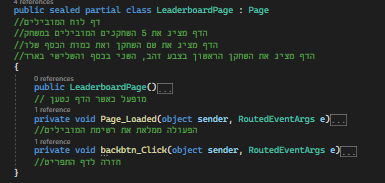 4 references
public sealed partial class LeaderboardPage : Page
//דף לוח המובילים
//הדף מציג את 5 השחקנים המובילים במשחק
//הדף מציג את שם השחקן ואת כמות הכסף שלו
//הדף מציג את השחקן הראשון בצבע זהב, השני בכסף והשלישי בארד
{
0 references
public LeaderboardPage()...
// מופעל כאשר הדף נטען
1 reference
private void Page_Loaded(object sender, RoutedEventArgs e)...
//הפעולה ממלאת את רשימת המובילים
1 reference
private void backbtn_Click(object sender, RoutedEventArgs e)...
//חזרה לדף התפריט
}